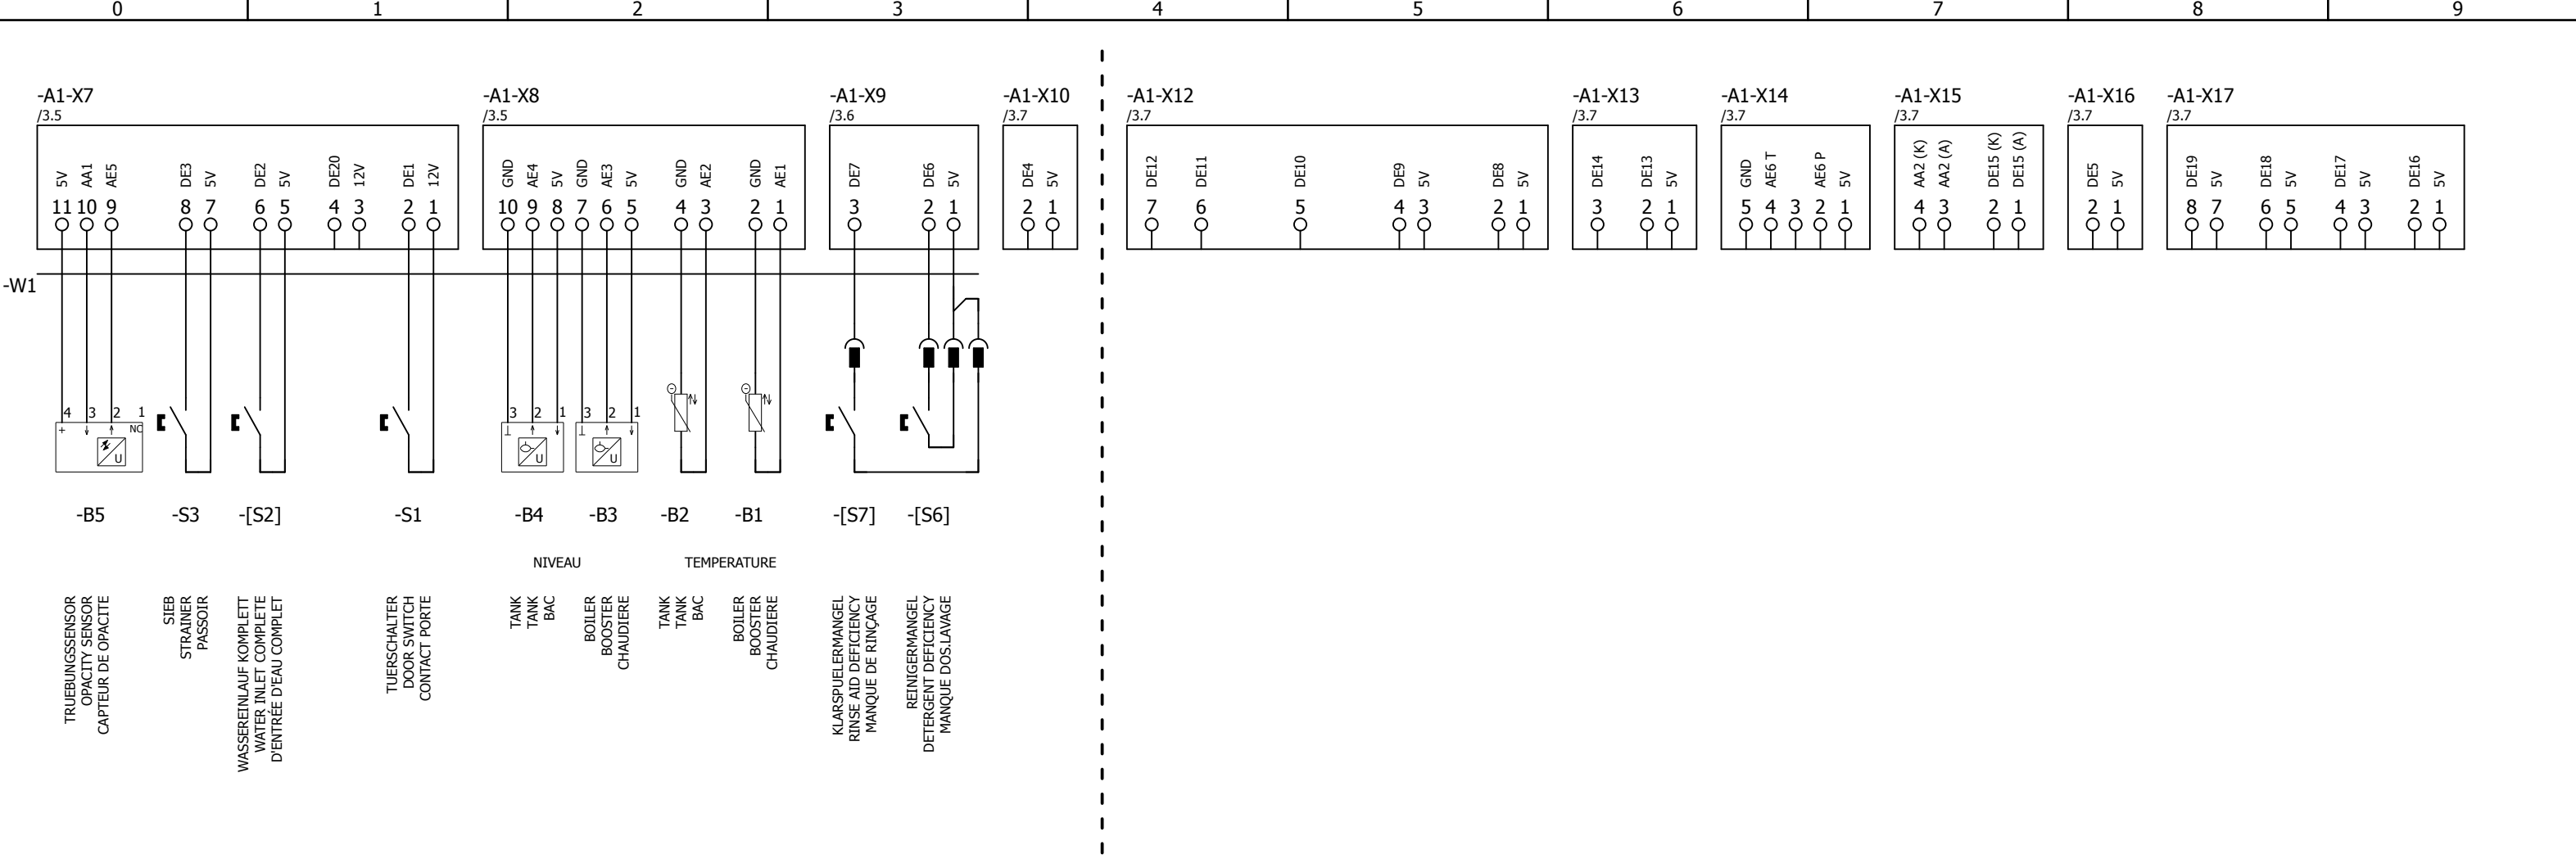 0 1 2 3 4 5 6 7 8 9
-A1-X7
/3.5
5V AA1 AE5 DE3 5V DE2 5V DE20 12V DE1 12V
11 10 9 8 7 6 5 4 3 2 1
-A1-X8
/3.5
GND AE4 5V GND AE3 5V GND AE2 GND AE1
10 9 8 7 6 5 4 3 2 1
-A1-X9
/3.6
DE7 DE6 5V
3 2 1
-A1-X10
/3.7
DE4 5V
2 1
-A1-X12
/3.7
DE12 DE11 DE10 DE9 5V DE8 5V
7 6 5 4 3 2 1
-A1-X13
/3.7
DE14 DE13 5V
3 2 1
-A1-X14
/3.7
GND AE6 T AE6 P 5V
5 4 3 2 1
-A1-X15
/3.7
AA2 (K) AA2 (A) DE15 (K) DE15 (A)
4 3 2 1
-A1-X16
/3.7
DE5 5V
2 1
-A1-X17
/3.7
DE19 5V DE18 5V DE17 5V DE16 5V
8 7 6 5 4 3 2 1
-W1
4 3 2 1
+ NC
U
3 2 1
U
3 2 1
U
-B5 -S3 -[S2] -S1 -B4 -B3 -B2 -B1 -[S7] -[S6]
NIVEAU TEMPERATURE
TRUEBUNGSSENSOR
OPACITY SENSOR
CAPTEUR DE OPACITE
SIEB
STRAINER
PASSOIR
WASSEREINLAUF KOMPLETT
WATER INLET COMPLETE
D'ENTRÉE D'EAU COMPLET
TUERSCHALTER
DOOR SWITCH
CONTACT PORTE
TANK
TANK
BAC
BOILER
BOOSTER
CHAUDIERE
TANK
TANK
BAC
BOILER
BOOSTER
CHAUDIERE
KLARSPUELERMANGEL
RINSE AID DEFICIENCY
MANQUE DE RINÇAGE
REINIGERMANGEL
DETERGENT DEFICIENCY
MANQUE DOS.LAVAGE